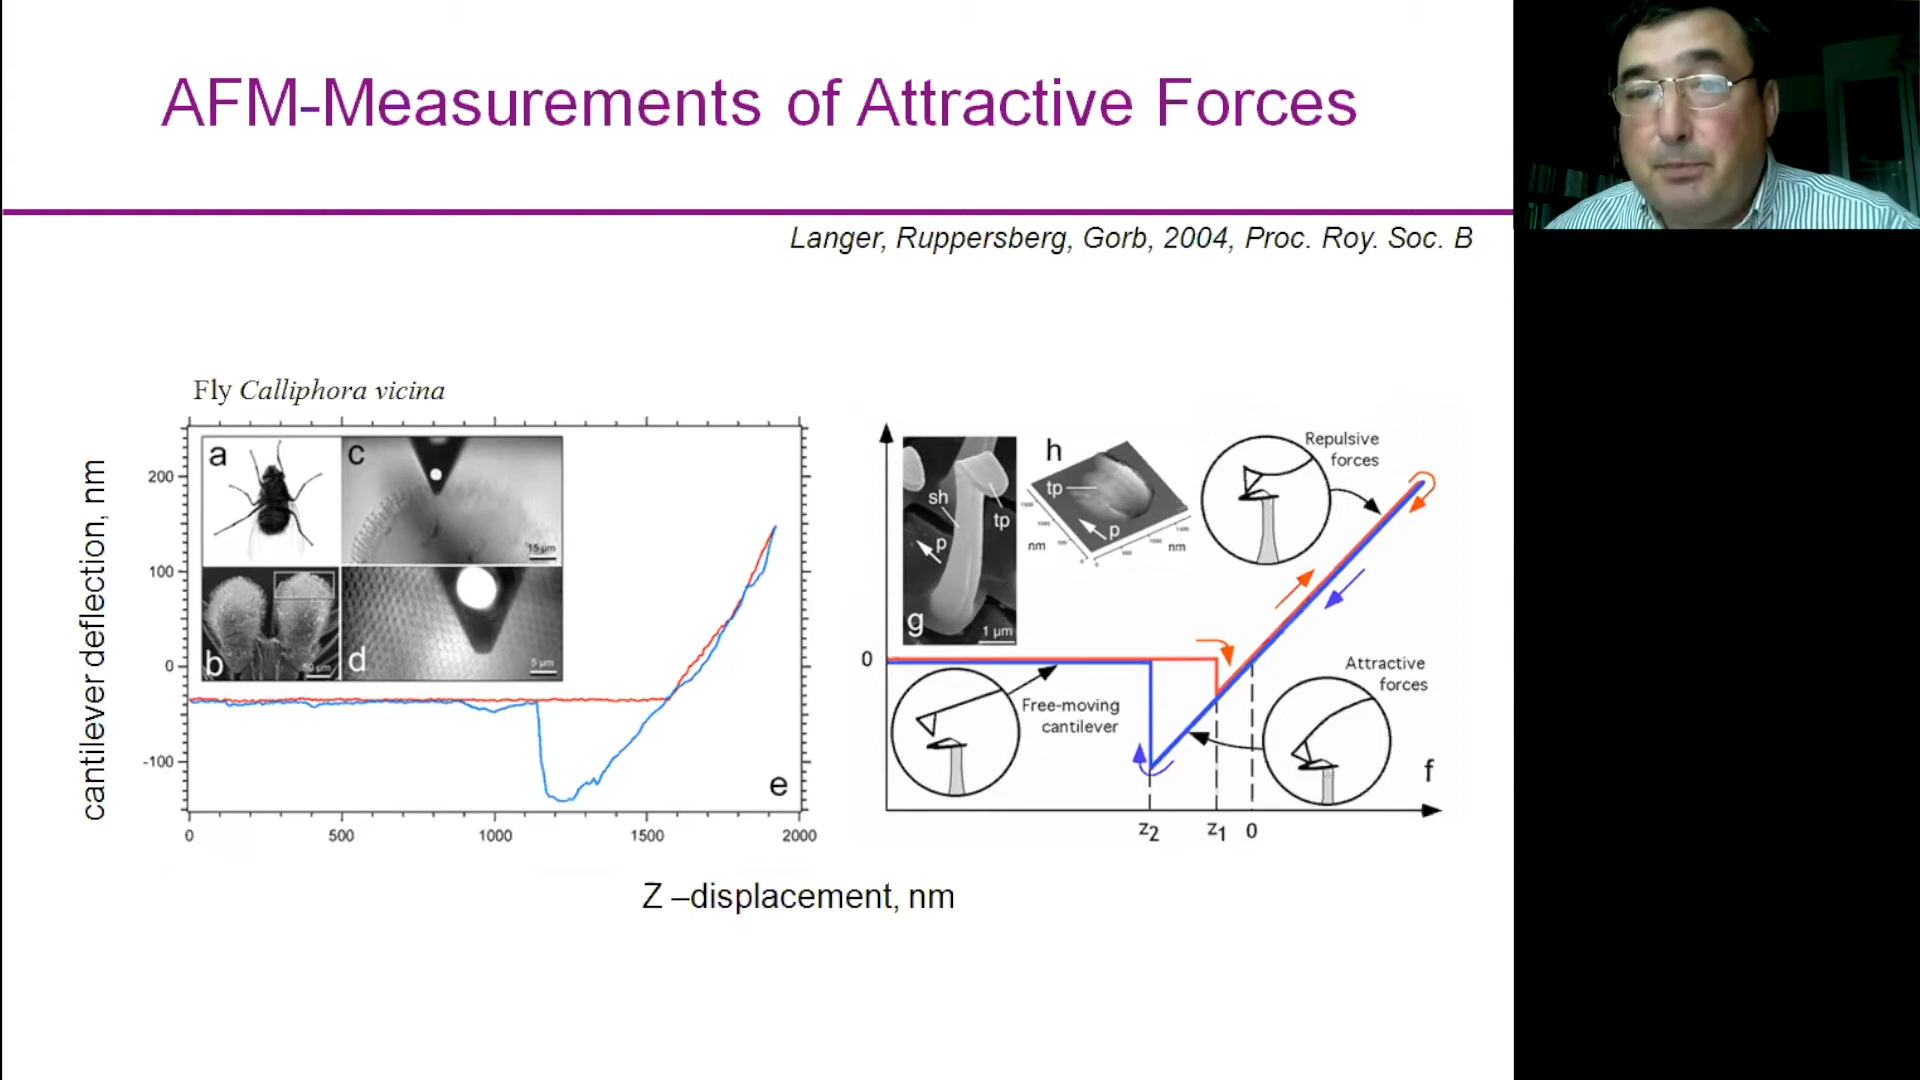 AFM-Measurements of Attractive Forces
Langer, Ruppersberg, Gorb, 2004, Proc. Roy. Soc. B
Fly Calliphora vicina
cantilever deflection, nm
200
100
0
-100
0
500
1000
1500
2000
a
c
15 µm
b
50 µm
d
5 µm
e
Z –displacement, nm
0
sh
tp
p
g
1 µm
h
tp
p
nm
nm
Repulsive
forces
Free-moving
cantilever
Attractive
forces
f
z2
z1
0